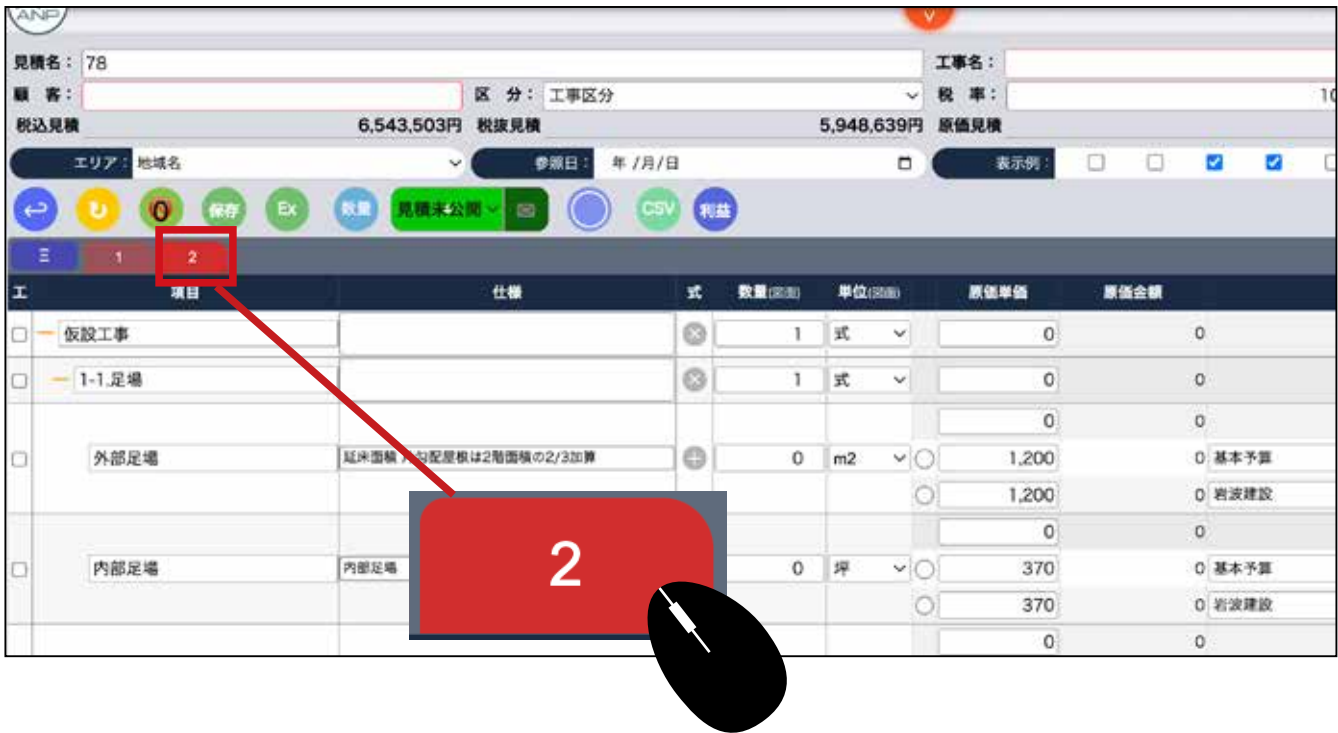 ANP
見積名： 78 工事名：
顧 客： 区 分： 工事区分 税 率： 10
税込見積 6,543,503円 税抜見積 5,948,639円 原価見積
エリア： 地域名 参照日： 年 /月/日 表示例：
保存 Ex 数量 見積未公開 CSV 利益
1 2
工 項目 仕様 式 数量(図面) 単位(図面) 原価単価 原価金額
仮設工事 1 式 0 0
1-1.足場 1 式 0 0
0 0
外部足場 0 m2 1,200 0 基本予算
1,200 0 岩波建設
0 0
内部足場 内部足場 0 坪 370 0 基本予算
370 0 岩波建設
0 0
2